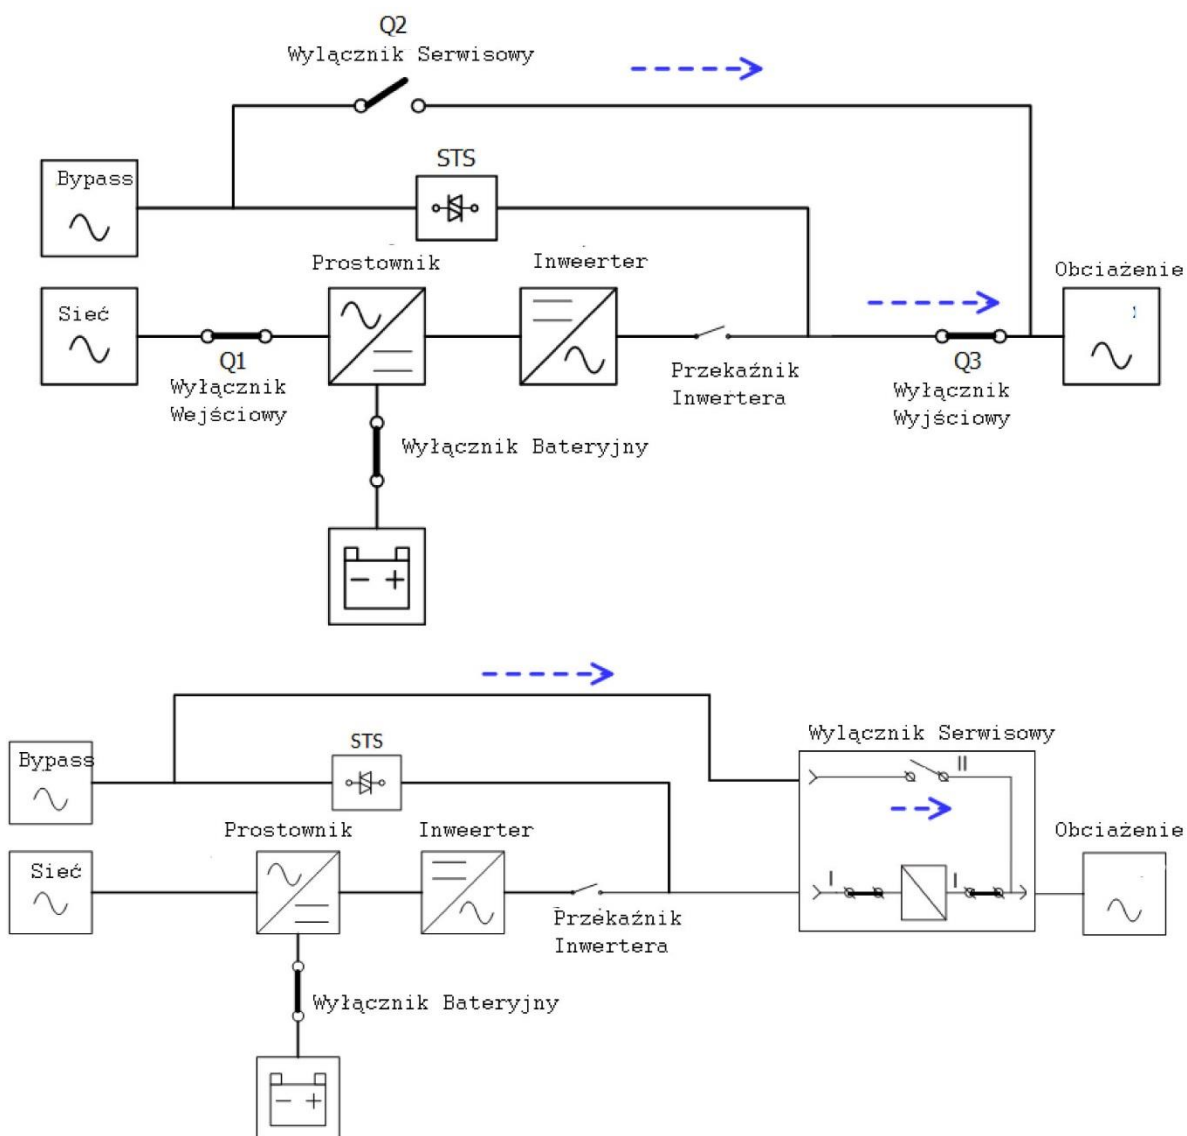 Q2
Wyłącznik Serwisowy
STS
Bypass
Prostownik
Inweerter
Obciażenie
Sieć
Q1
Wyłącznik
Wejściowy
Przekaźnik
Inwertera
Q3
Wyłącznik
Wyjściowy
Wyłącznik Bateryjny
- +
Wyłącznik Serwisowy
STS
II
Bypass
Prostownik
Inweerter
Obciażenie
Sieć
I
I
Przekaźnik
Inwertera
Wyłącznik Bateryjny
- +